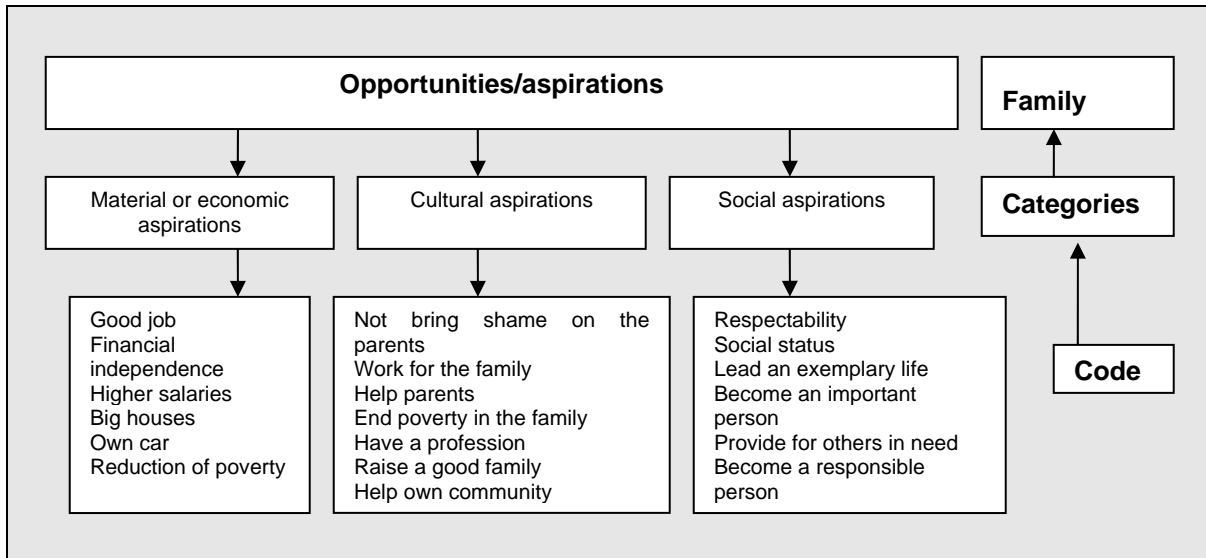 Opportunities/aspirations
Family
Material or economic
aspirations
Cultural aspirations
Social aspirations
Categories
Good job
Financial
independence
Higher salaries
Big houses
Own car
Reduction of poverty
Not bring shame on the
parents
Work for the family
Help parents
End poverty in the family
Have a profession
Raise a good family
Help own community
Respectability
Social status
Lead an exemplary life
Become an important
person
Provide for others in need
Become a responsible
person
Code